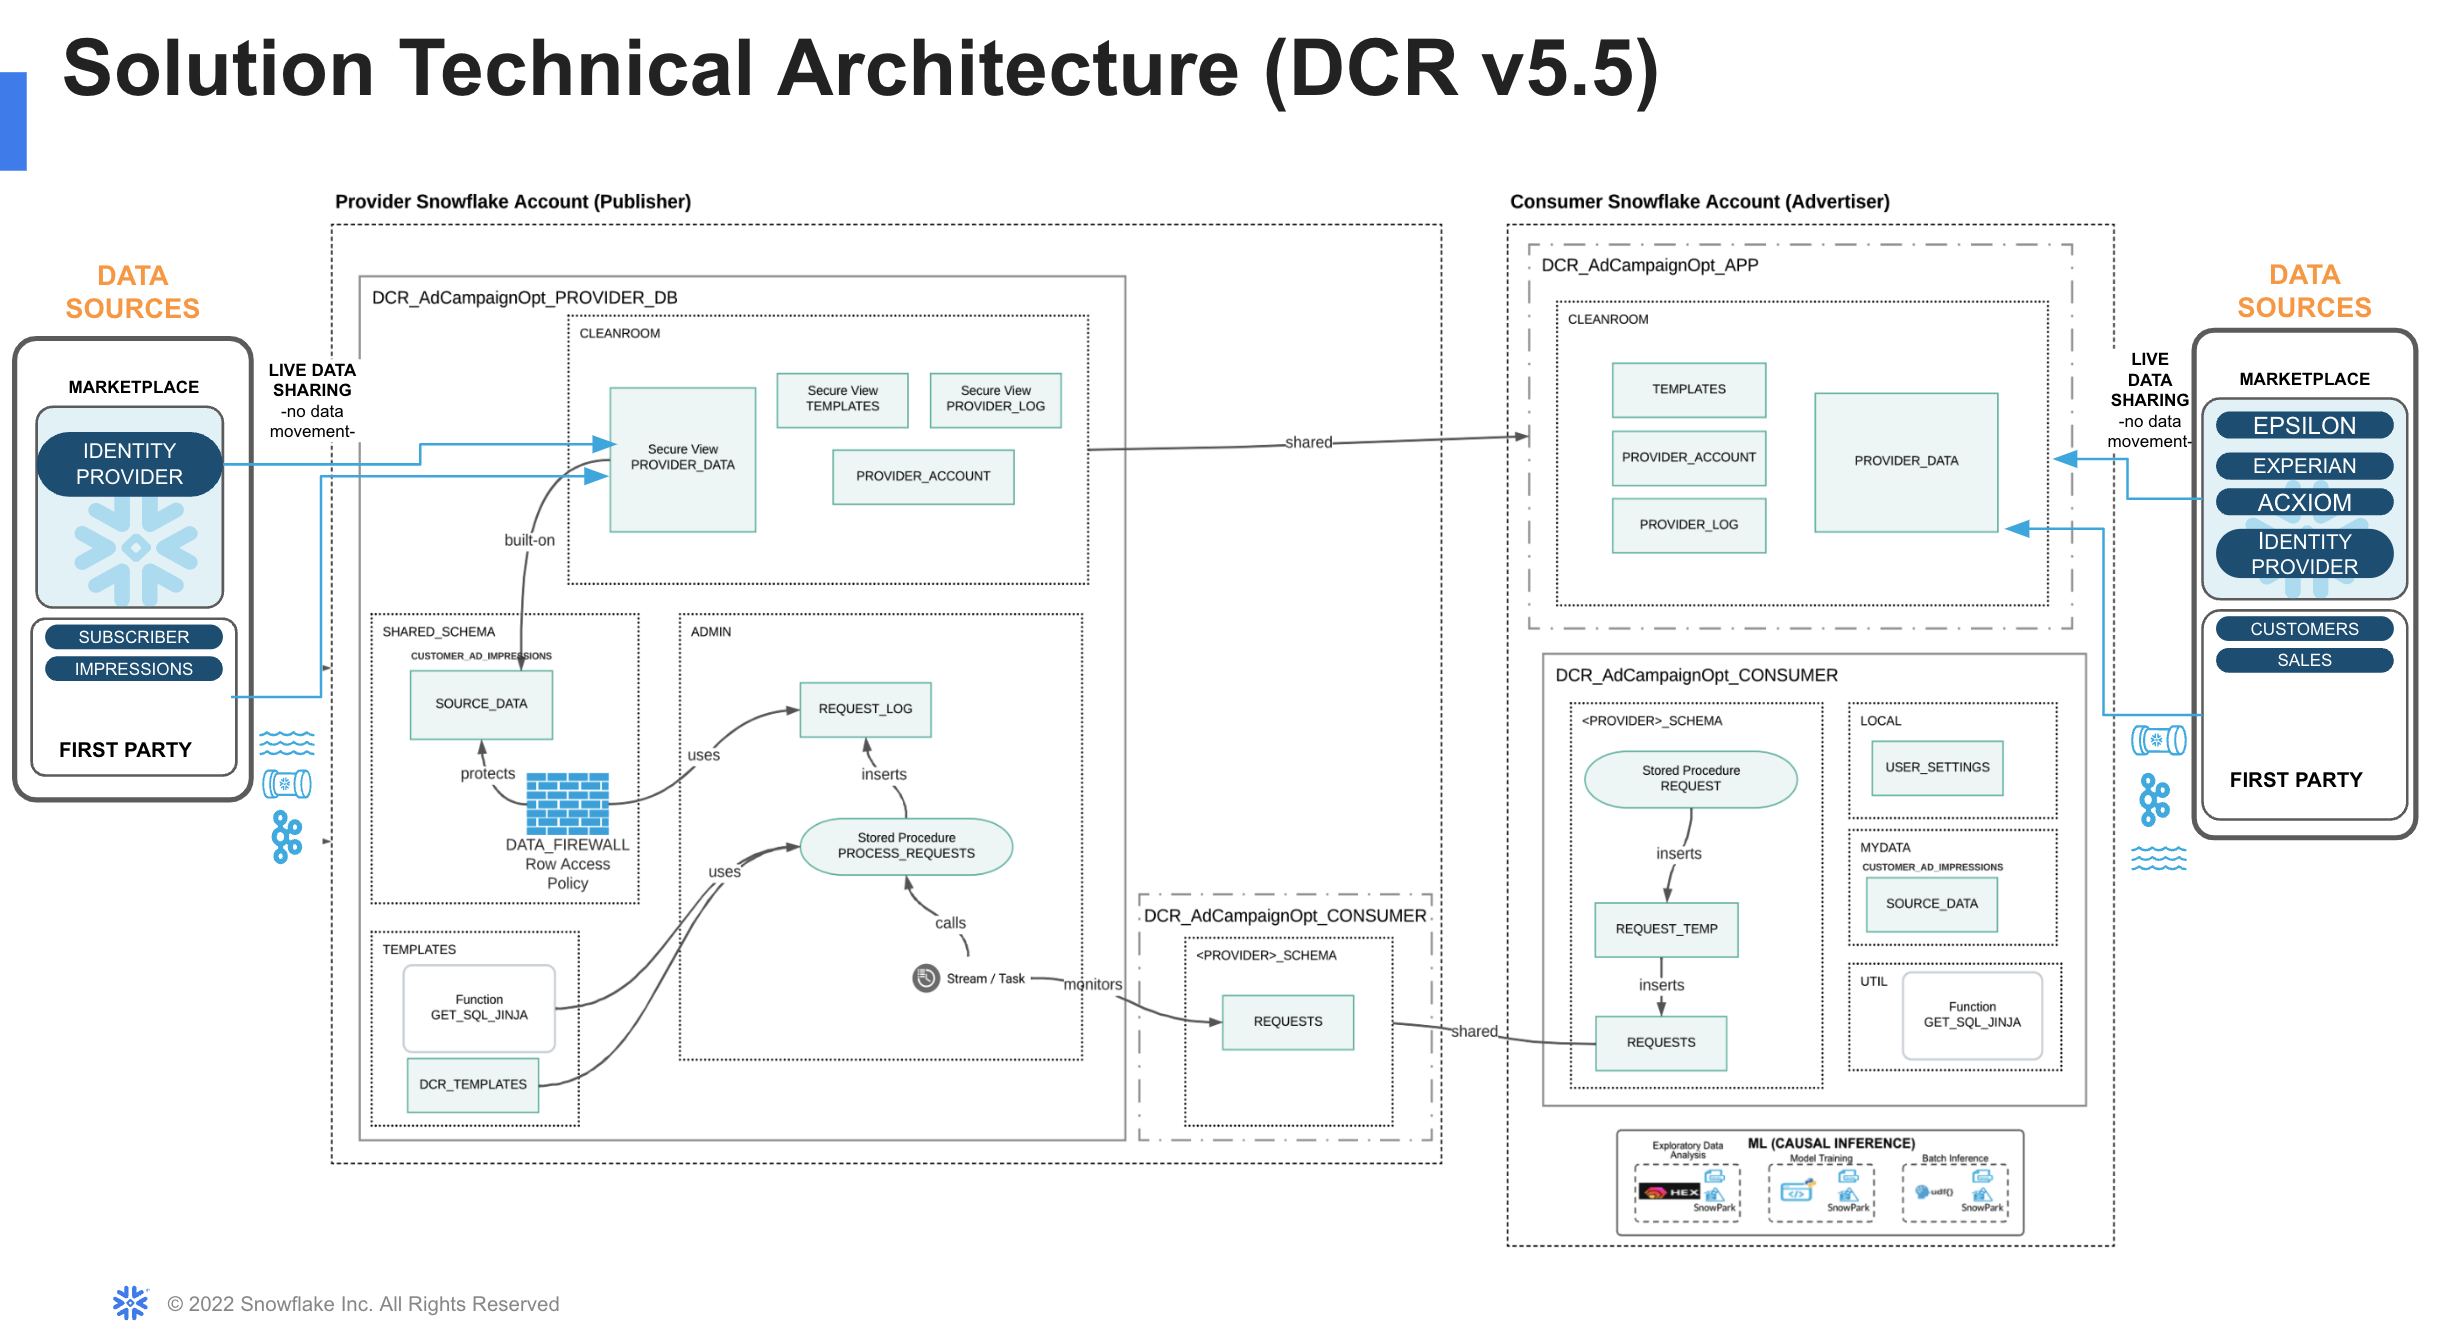 Solution Technical Architecture (DCR v5.5)
Provider Snowflake Account (Publisher)
Consumer Snowflake Account (Advertiser)
DATA
SOURCES
MARKETPLACE
IDENTITY
PROVIDER
SUBSCRIBER
IMPRESSIONS
FIRST PARTY
LIVE DATA
SHARING
-no data
movement-
DCR_AdCampaignOpt_PROVIDER_DB
CLEANROOM
Secure View
PROVIDER_DATA
Secure View
TEMPLATES
Secure View
PROVIDER_LOG
PROVIDER_ACCOUNT
built-on
SHARED_SCHEMA
CUSTOMER_AD_IMPRESSIONS
SOURCE_DATA
protects
DATA_FIREWALL
Row Access
Policy
uses
ADMIN
REQUEST_LOG
inserts
Stored Procedure
PROCESS_REQUESTS
uses
calls
Stream / Task
monitors
TEMPLATES
Function
GET_SQL_JINJA
DCR_TEMPLATES
DCR_AdCampaignOpt_CONSUMER
<PROVIDER>_SCHEMA
REQUESTS
shared
shared
DCR_AdCampaignOpt_APP
CLEANROOM
TEMPLATES
PROVIDER_ACCOUNT
PROVIDER_LOG
PROVIDER_DATA
DCR_AdCampaignOpt_CONSUMER
<PROVIDER>_SCHEMA
Stored Procedure
REQUEST
inserts
REQUEST_TEMP
inserts
REQUESTS
LOCAL
USER_SETTINGS
MYDATA
CUSTOMER_AD_IMPRESSIONS
SOURCE_DATA
UTIL
Function
GET_SQL_JINJA
ML (CAUSAL INFERENCE)
Exploratory Data
Analysis
HEX
SnowPark
Model Training
SnowPark
Batch Inference
udf()
SnowPark
LIVE
DATA
SHARING
-no data
movement-
DATA
SOURCES
MARKETPLACE
EPSILON
EXPERIAN
ACXIOM
IDENTITY
PROVIDER
CUSTOMERS
SALES
FIRST PARTY
© 2022 Snowflake Inc. All Rights Reserved